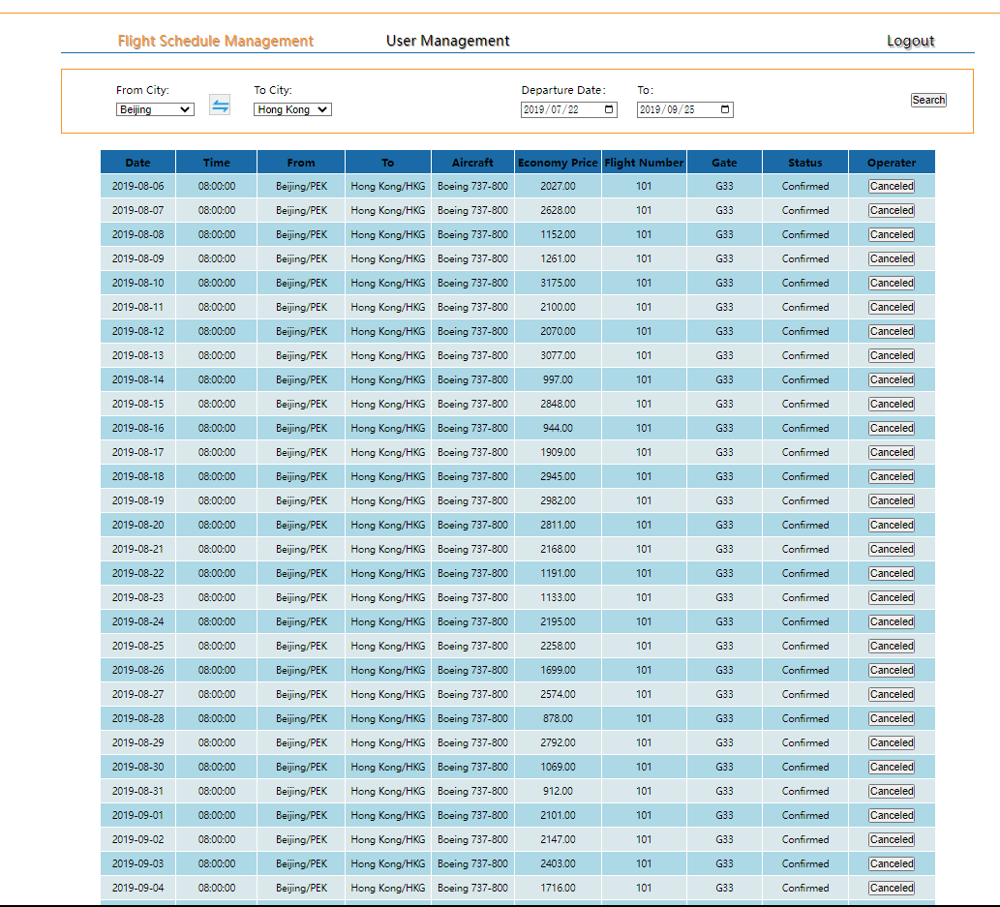 Flight Schedule Management User Management Logout
From City: To City: Departure Date: To:
Beijing Hong Kong 2019/07/22 2019/09/25 Search
Date Time From To Aircraft Economy Price Flight Number Gate Status Operater
2019-08-06 08:00:00 Beijing/PEK Hong Kong/HKG Boeing 737-800 2027.00 101 G33 Confirmed Canceled
2019-08-07 08:00:00 Beijing/PEK Hong Kong/HKG Boeing 737-800 2628.00 101 G33 Confirmed Canceled
2019-08-08 08:00:00 Beijing/PEK Hong Kong/HKG Boeing 737-800 1152.00 101 G33 Confirmed Canceled
2019-08-09 08:00:00 Beijing/PEK Hong Kong/HKG Boeing 737-800 1261.00 101 G33 Confirmed Canceled
2019-08-10 08:00:00 Beijing/PEK Hong Kong/HKG Boeing 737-800 3175.00 101 G33 Confirmed Canceled
2019-08-11 08:00:00 Beijing/PEK Hong Kong/HKG Boeing 737-800 2100.00 101 G33 Confirmed Canceled
2019-08-12 08:00:00 Beijing/PEK Hong Kong/HKG Boeing 737-800 2070.00 101 G33 Confirmed Canceled
2019-08-13 08:00:00 Beijing/PEK Hong Kong/HKG Boeing 737-800 3077.00 101 G33 Confirmed Canceled
2019-08-14 08:00:00 Beijing/PEK Hong Kong/HKG Boeing 737-800 997.00 101 G33 Confirmed Canceled
2019-08-15 08:00:00 Beijing/PEK Hong Kong/HKG Boeing 737-800 2848.00 101 G33 Confirmed Canceled
2019-08-16 08:00:00 Beijing/PEK Hong Kong/HKG Boeing 737-800 944.00 101 G33 Confirmed Canceled
2019-08-17 08:00:00 Beijing/PEK Hong Kong/HKG Boeing 737-800 1909.00 101 G33 Confirmed Canceled
2019-08-18 08:00:00 Beijing/PEK Hong Kong/HKG Boeing 737-800 2945.00 101 G33 Confirmed Canceled
2019-08-19 08:00:00 Beijing/PEK Hong Kong/HKG Boeing 737-800 2982.00 101 G33 Confirmed Canceled
2019-08-20 08:00:00 Beijing/PEK Hong Kong/HKG Boeing 737-800 2811.00 101 G33 Confirmed Canceled
2019-08-21 08:00:00 Beijing/PEK Hong Kong/HKG Boeing 737-800 2168.00 101 G33 Confirmed Canceled
2019-08-22 08:00:00 Beijing/PEK Hong Kong/HKG Boeing 737-800 1191.00 101 G33 Confirmed Canceled
2019-08-23 08:00:00 Beijing/PEK Hong Kong/HKG Boeing 737-800 1133.00 101 G33 Confirmed Canceled
2019-08-24 08:00:00 Beijing/PEK Hong Kong/HKG Boeing 737-800 2195.00 101 G33 Confirmed Canceled
2019-08-25 08:00:00 Beijing/PEK Hong Kong/HKG Boeing 737-800 2258.00 101 G33 Confirmed Canceled
2019-08-26 08:00:00 Beijing/PEK Hong Kong/HKG Boeing 737-800 1699.00 101 G33 Confirmed Canceled
2019-08-27 08:00:00 Beijing/PEK Hong Kong/HKG Boeing 737-800 2574.00 101 G33 Confirmed Canceled
2019-08-28 08:00:00 Beijing/PEK Hong Kong/HKG Boeing 737-800 878.00 101 G33 Confirmed Canceled
2019-08-29 08:00:00 Beijing/PEK Hong Kong/HKG Boeing 737-800 2792.00 101 G33 Confirmed Canceled
2019-08-30 08:00:00 Beijing/PEK Hong Kong/HKG Boeing 737-800 1069.00 101 G33 Confirmed Canceled
2019-08-31 08:00:00 Beijing/PEK Hong Kong/HKG Boeing 737-800 912.00 101 G33 Confirmed Canceled
2019-09-01 08:00:00 Beijing/PEK Hong Kong/HKG Boeing 737-800 2101.00 101 G33 Confirmed Canceled
2019-09-02 08:00:00 Beijing/PEK Hong Kong/HKG Boeing 737-800 2147.00 101 G33 Confirmed Canceled
2019-09-03 08:00:00 Beijing/PEK Hong Kong/HKG Boeing 737-800 2403.00 101 G33 Confirmed Canceled
2019-09-04 08:00:00 Beijing/PEK Hong Kong/HKG Boeing 737-800 1716.00 101 G33 Confirmed Canceled